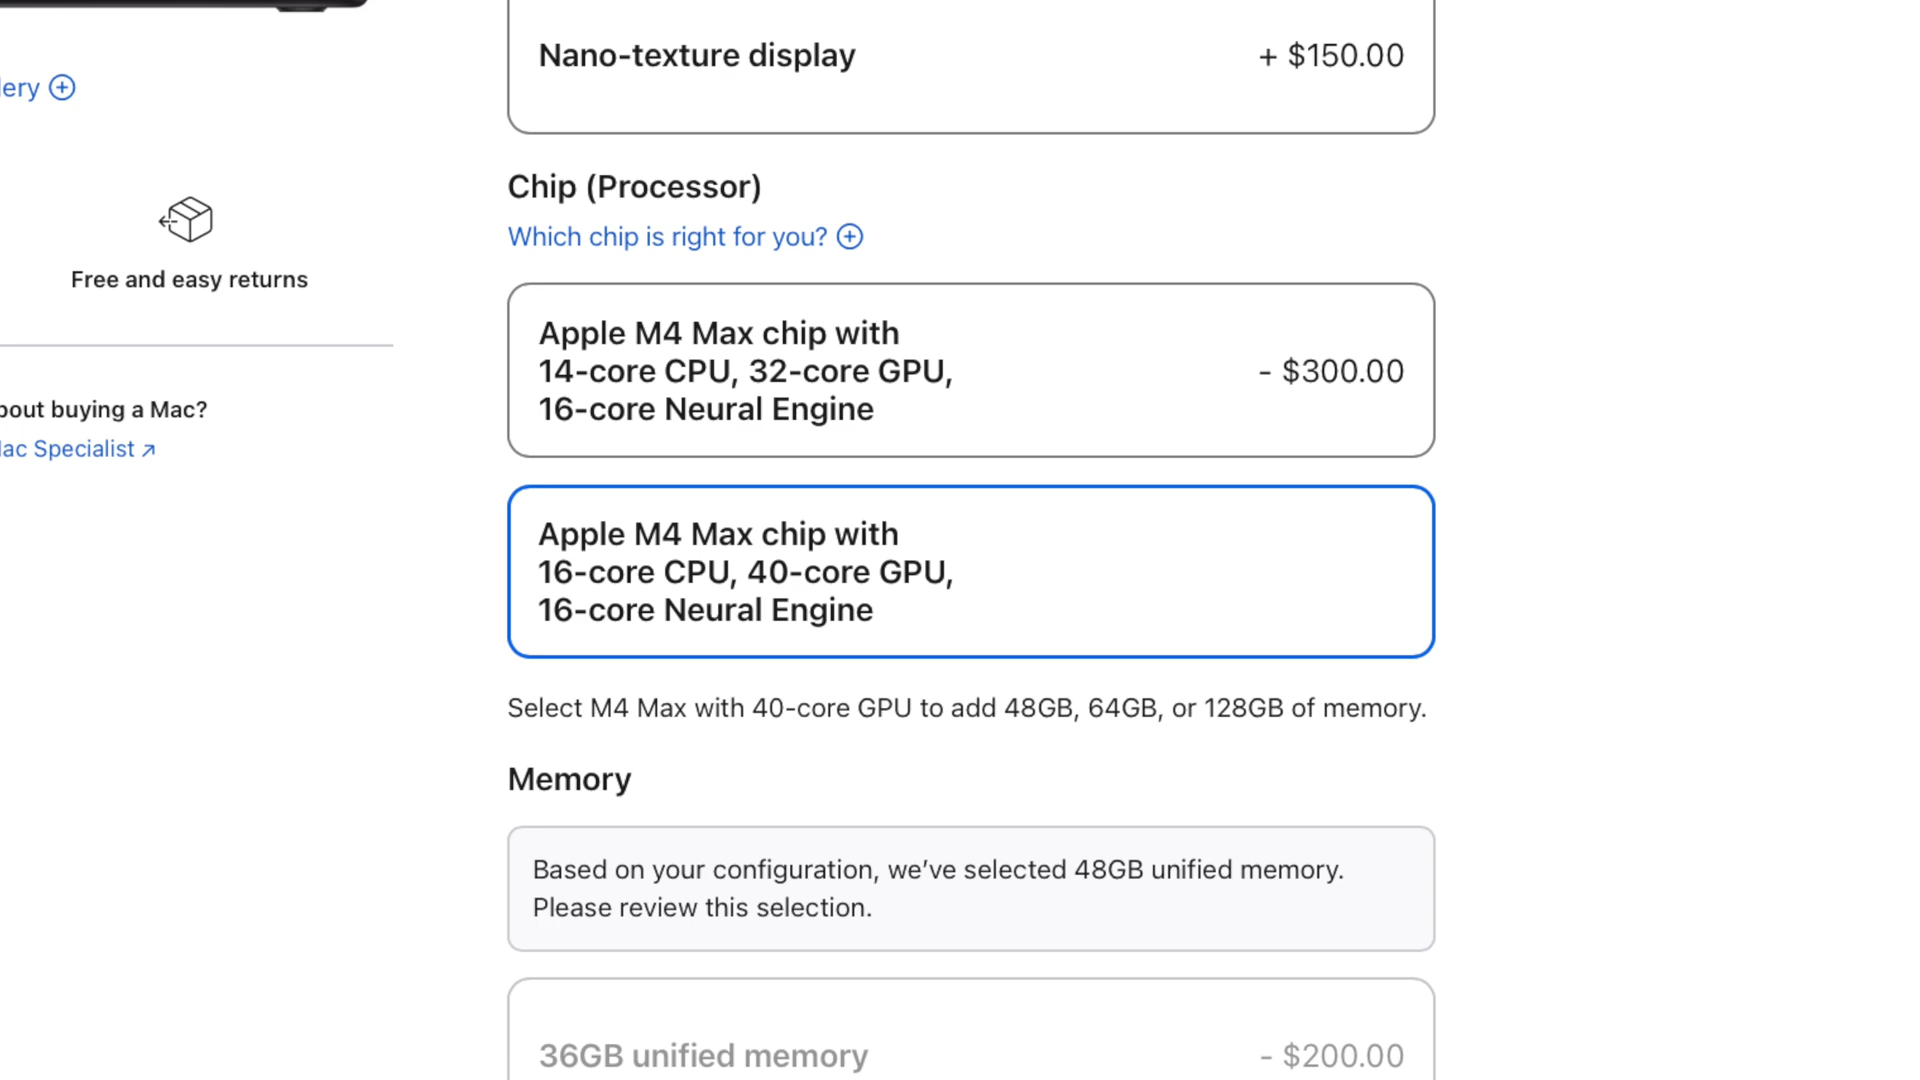 Nano-texture display + $150.00
lery
Chip (Processor)
Which chip is right for you?
Free and easy returns
Apple M4 Max chip with
14-core CPU, 32-core GPU, - $300.00
16-core Neural Engine
bout buying a Mac?
Mac Specialist ↗
Apple M4 Max chip with
16-core CPU, 40-core GPU,
16-core Neural Engine
Select M4 Max with 40-core GPU to add 48GB, 64GB, or 128GB of memory.
Memory
Based on your configuration, we’ve selected 48GB unified memory.
Please review this selection.
36GB unified memory - $200.00